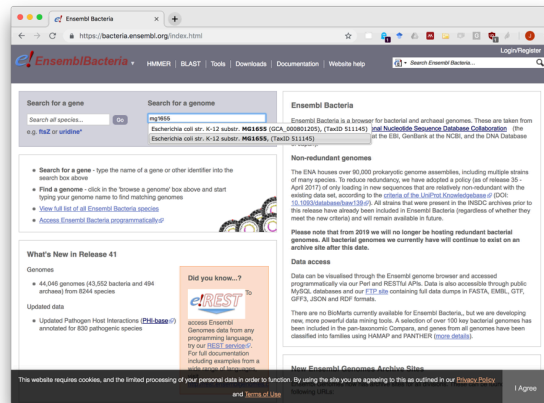 Ensembl Bacteria
https://bacteria.ensembl.org/index.html
Login/Register
e!EnsemblBacteria
HMMER | BLAST | Tools | Downloads | Documentation | Website help
Search Ensembl Bacteria...
Search for a gene
Search all species...
Go
e.g. ftsZ or uridine*
Search for a genome
mg1655
Escherichia coli str. K-12 substr. MG1655 (GCA_000801205), (TaxID 511145)
Escherichia coli str. K-12 substr. MG1655, (TaxID 511145)
Search for a gene - type the name of a gene or other identifier into the
search box above
Find a genome - click in the 'browse a genome' box above and start
typing your genome name to find matching genomes
View full list of all Ensembl Bacteria species
Access Ensembl Bacteria programmatically
What's New in Release 41
Genomes
44,046 genomes (43,552 bacteria and 494
archaea) from 8244 species
Updated data
Updated Pathogen Host Interactions (PHI-base)
annotated for 830 pathogenic species
Did you know...?
e!REST
To
access Ensembl
Genomes data from any
programming language,
try our REST service.
For full documentation
including examples from a
wide range of languages
Ensembl Bacteria
Ensembl Bacteria is a browser for bacterial and archaeal genomes. These are taken from
onal Nucleotide Sequence Database Collaboration (the
at the EBI, GenBank at the NCBI, and the DNA Database
Non-redundant genomes
The ENA houses over 90,000 prokaryotic genome assemblies, including multiple strains
of many species. To reduce redundancy, we have adopted a policy (as of release 35 -
April 2017) of only loading in new sequences that are relatively non-redundant with the
existing data set, according to the criteria of the UniProt Knowledgebase (DOI:
10.1093/database/baw139). All strains that were present in the INSDC archives prior to
this release have already been included in Ensembl Bacteria (regardless of whether they
meet the new criteria) and will remain available in future.
Please note that from 2019 we will no longer be hosting redundant bacterial
genomes. All bacterial genomes we currently have will continue to exist on an
archive site after this date.
Data access
Data can be visualised through the Ensembl genome browser and accessed
programmatically via our Perl and RESTful APIs. Data is also accessible through public
MySQL databases and our FTP site containing full data dumps in FASTA, EMBL, GTF,
GFF3, JSON and RDF formats.
There are no BioMarts currently available for Ensembl Bacteria., but we are developing
new, more powerful data mining tools. A selection of over 100 key bacterial genomes has
been included in the pan-taxonomic Compara, and genes from all genomes have been
classified into families using HAMAP and PANTHER (more details).
New Ensembl Genomes Archive Sites
This website requires cookies, and the limited processing of your personal data in order to function. By using the site you are agreeing to this as outlined in our Privacy Policy
and Terms of Use
I Agree